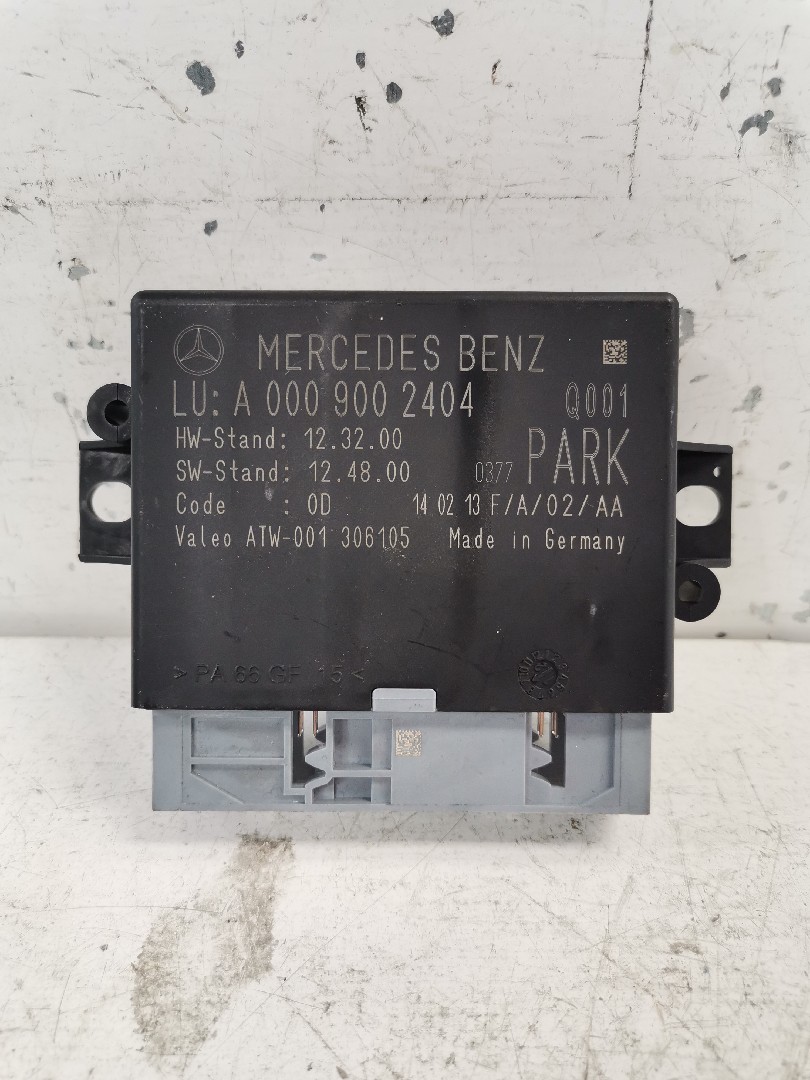 MERCEDES BENZ
LU: A 000 900 2404 Q001
HW-Stand: 12.32.00
SW-Stand: 12.48.00 0377 PARK
Code : 0D 14 02 13 F/A/02/AA
Valeo ATW-001 306105 Made in Germany
> PA 66 GF 15 <